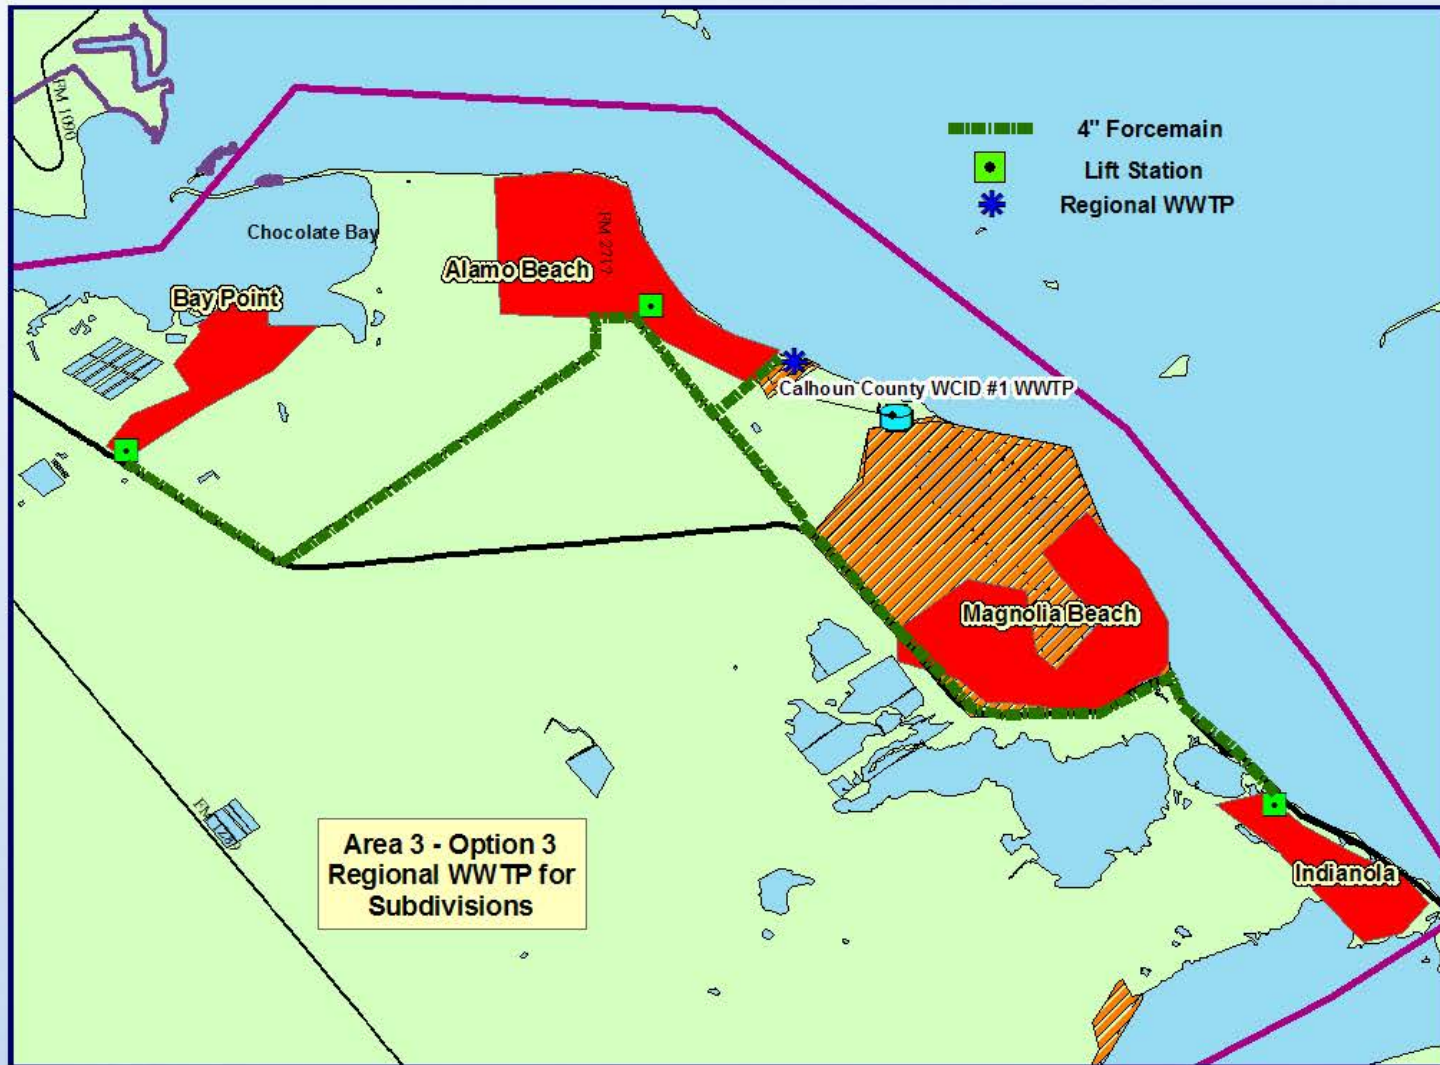 FM 1090
4" Forcemain
Lift Station
Regional WWTP
Chocolate Bay
Alamo Beach
Bay Point
Calhoun County WCID #1 WWTP
Magnolia Beach
Area 3 - Option 3
Regional WWTP for
Subdivisions
Indianola